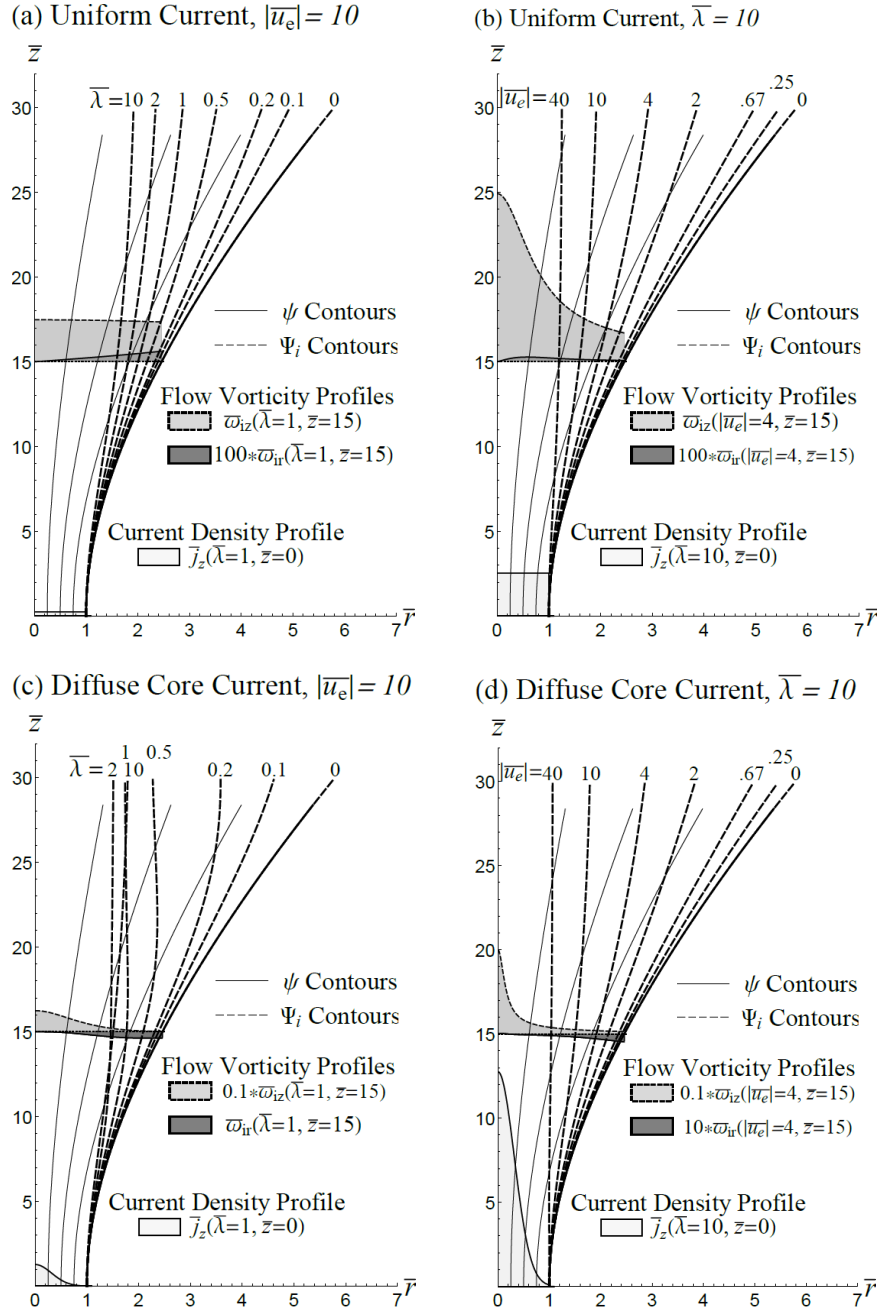 (a) Uniform Current, |u̅ₑ| = 10
z̅
λ̅=10 2 1 0.5 0.2 0.1 0
30
25
20
15
10
5
ψ Contours
Ψᵢ Contours
Flow Vorticity Profiles
ϖ̅iz(λ̅=1, z̅=15)
100*ϖ̅ir(λ̅=1, z̅=15)
Current Density Profile
j̅z(λ̅=1, z̅=0)
r̅
0 1 2 3 4 5 6 7
(b) Uniform Current, λ̅ = 10
z̅
|u̅ₑ|=40 10 4 2 .67 .25 0
30
25
20
15
10
5
ψ Contours
Ψᵢ Contours
Flow Vorticity Profiles
ϖ̅iz(|u̅ₑ|=4, z̅=15)
100*ϖ̅ir(|u̅ₑ|=4, z̅=15)
Current Density Profile
j̅z(λ̅=10, z̅=0)
r̅
0 1 2 3 4 5 6 7
(c) Diffuse Core Current, |u̅ₑ| = 10
z̅
λ̅=2 1 10 0.5 0.2 0.1 0
30
25
20
15
10
5
ψ Contours
Ψᵢ Contours
Flow Vorticity Profiles
0.1*ϖ̅iz(λ̅=1, z̅=15)
ϖ̅ir(λ̅=1, z̅=15)
Current Density Profile
j̅z(λ̅=1, z̅=0)
r̅
0 1 2 3 4 5 6 7
(d) Diffuse Core Current, λ̅ = 10
z̅
|u̅ₑ|=40 10 4 2 .67 .25 0
30
25
20
15
10
5
ψ Contours
Ψᵢ Contours
Flow Vorticity Profiles
0.1*ϖ̅iz(|u̅ₑ|=4, z̅=15)
10*ϖ̅ir(|u̅ₑ|=4, z̅=15)
Current Density Profile
j̅z(λ̅=10, z̅=0)
r̅
0 1 2 3 4 5 6 7